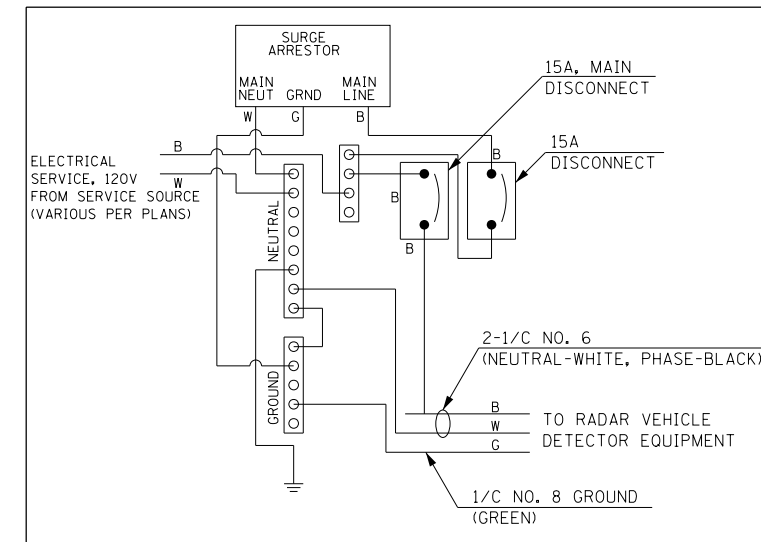 SURGE
ARRESTOR
MAIN
NEUT
GRND
MAIN
LINE
W
G
B
15A, MAIN
DISCONNECT
15A
DISCONNECT
ELECTRICAL
SERVICE, 120V
FROM SERVICE SOURCE
(VARIOUS PER PLANS)
B
W
B
B
B
NEUTRAL
GROUND
2-1/C NO. 6
(NEUTRAL-WHITE, PHASE-BLACK)
B
W
G
TO RADAR VEHICLE
DETECTOR EQUIPMENT
1/C NO. 8 GROUND
(GREEN)